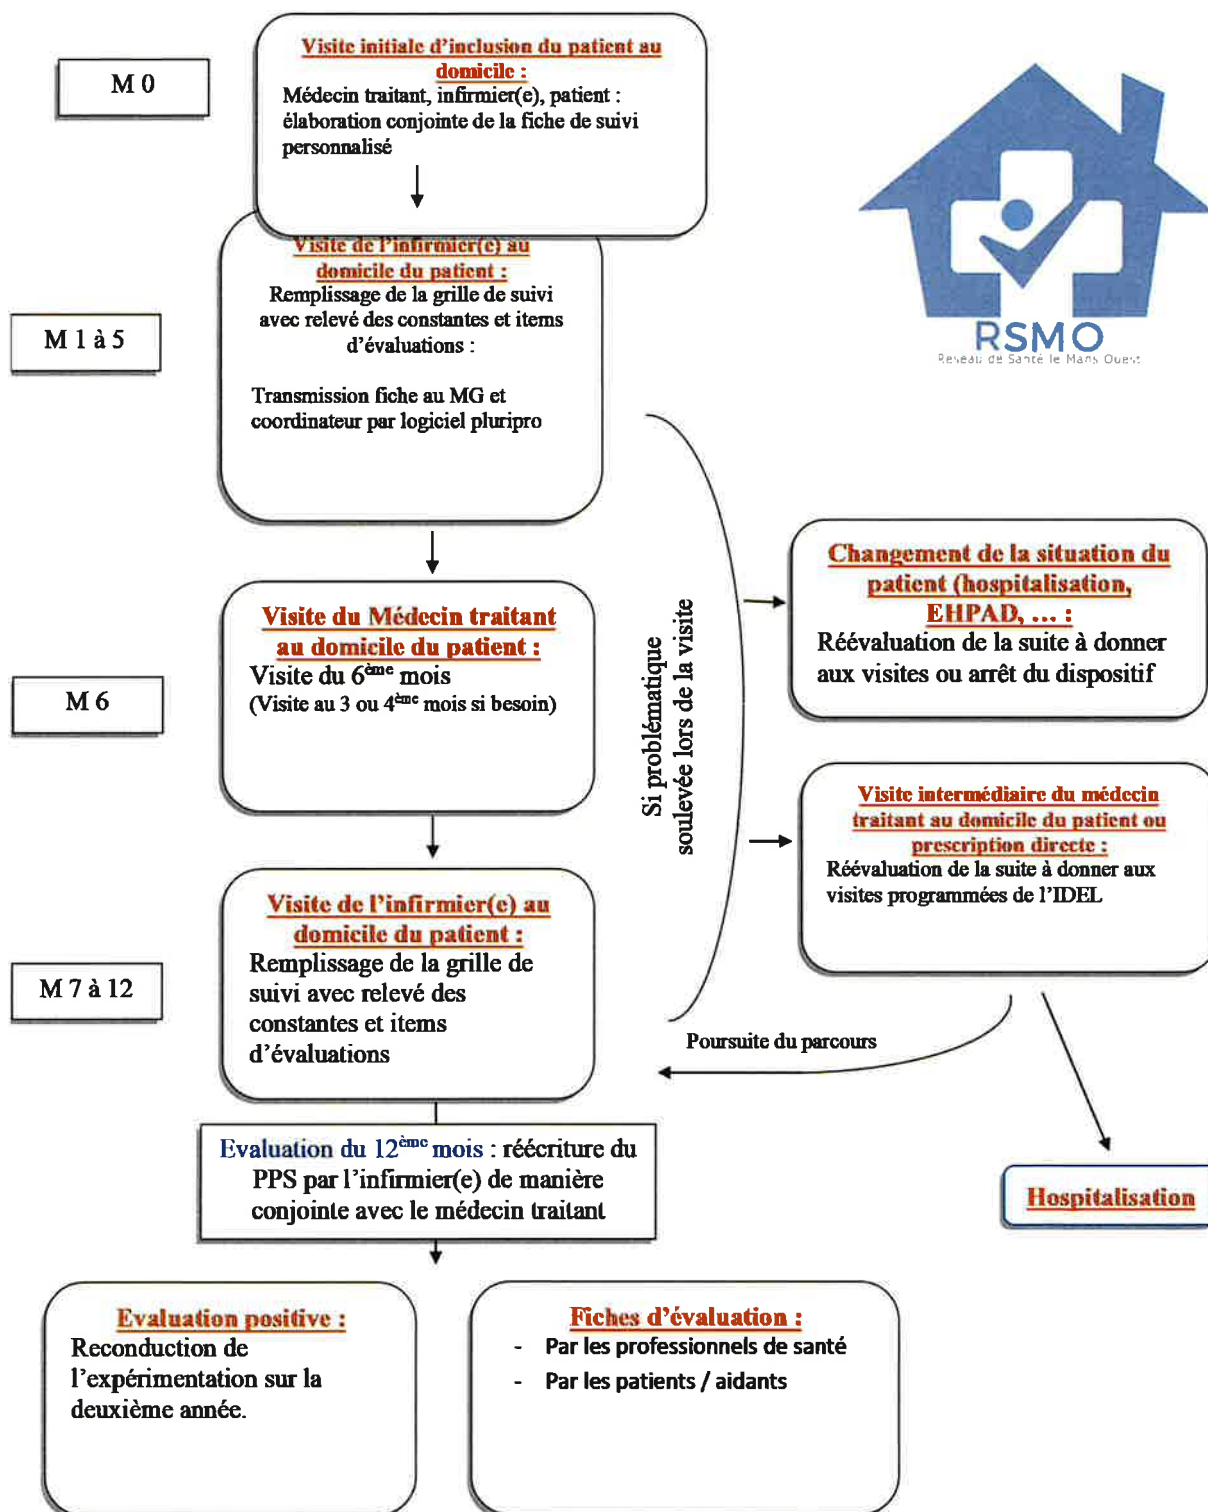 M 0
Visite initiale d'inclusion du patient au
domicile :
Médecin traitant, infirmier(e), patient :
élaboration conjointe de la fiche de suivi
personnalisé
RSMO
Reseau de Santé le Mans Ouest
M 1 à 5
Visite de l'infirmier(e) au
domicile du patient :
Remplissage de la grille de suivi
avec relevé des constantes et items
d'évaluations :
Transmission fiche au MG et
coordinateur par logiciel pluripro
M 6
Visite du Médecin traitant
au domicile du patient :
Visite du 6ème mois
(Visite au 3 ou 4ème mois si besoin)
Si problématique
soulevée lors de la visite
Changement de la situation du
patient (hospitalisation,
EHPAD, … :
Réévaluation de la suite à donner
aux visites ou arrêt du dispositif
Visite intermédiaire du médecin
traitant au domicile du patient ou
prescription directe :
Réévaluation de la suite à donner aux
visites programmées de l'IDEL
M 7 à 12
Visite de l'infirmier(e) au
domicile du patient :
Remplissage de la grille de
suivi avec relevé des
constantes et items
d'évaluations
Poursuite du parcours
Hospitalisation
Evaluation du 12ème mois : réécriture du
PPS par l'infirmier(e) de manière
conjointe avec le médecin traitant
Evaluation positive :
Reconduction de
l'expérimentation sur la
deuxième année.
Fiches d'évaluation :
- Par les professionnels de santé
- Par les patients / aidants